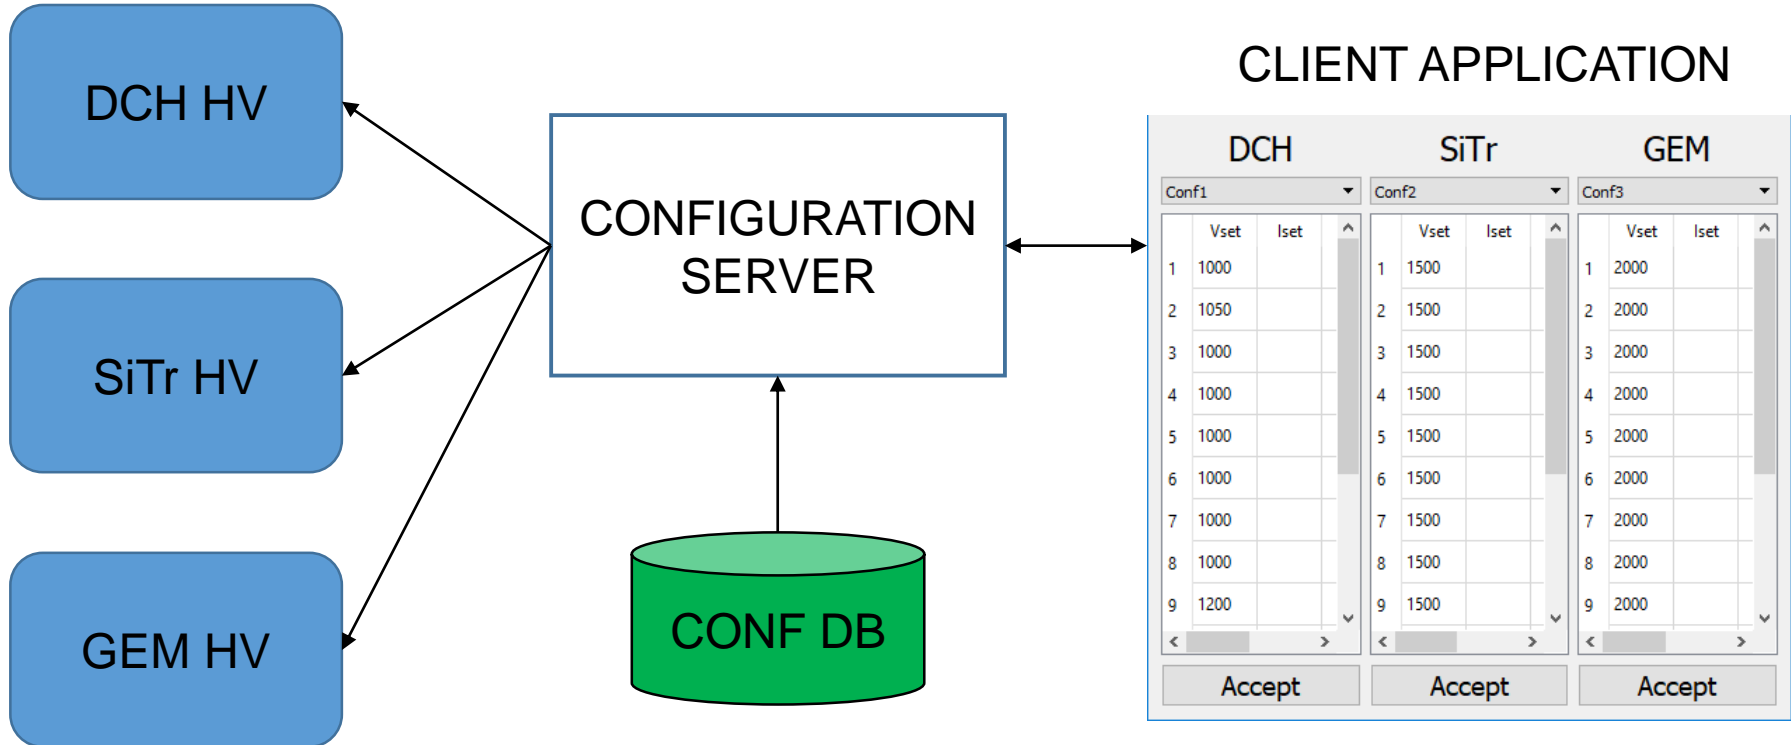 DCH HV
SiTr HV
GEM HV
CONFIGURATION
SERVER
CONF DB
CLIENT APPLICATION
DCH SiTr GEM
Conf1 Conf2 Conf3
Vset Iset Vset Iset Vset Iset
1 1000 1 1500 1 2000
2 1050 2 1500 2 2000
3 1000 3 1500 3 2000
4 1000 4 1500 4 2000
5 1000 5 1500 5 2000
6 1000 6 1500 6 2000
7 1000 7 1500 7 2000
8 1000 8 1500 8 2000
9 1200 9 1500 9 2000
Accept Accept Accept